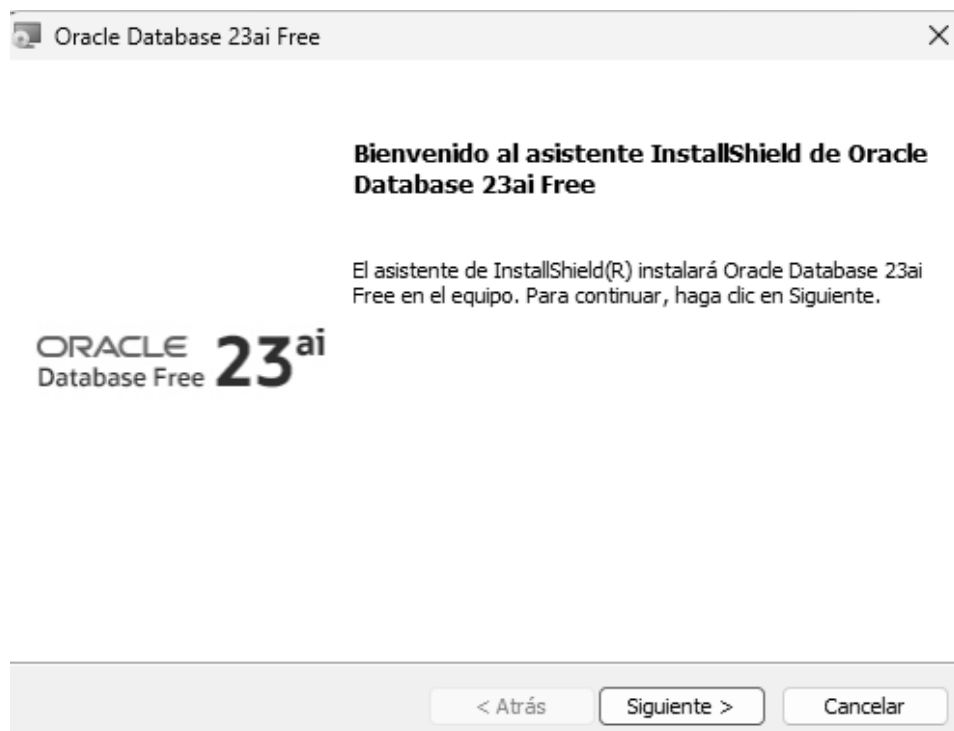 Oracle Database 23ai Free
Bienvenido al asistente InstallShield de Oracle
Database 23ai Free
El asistente de InstallShield(R) instalará Oracle Database 23ai
Free en el equipo. Para continuar, haga clic en Siguiente.
ORACLE
Database Free 23ai
< Atrás
Siguiente >
Cancelar